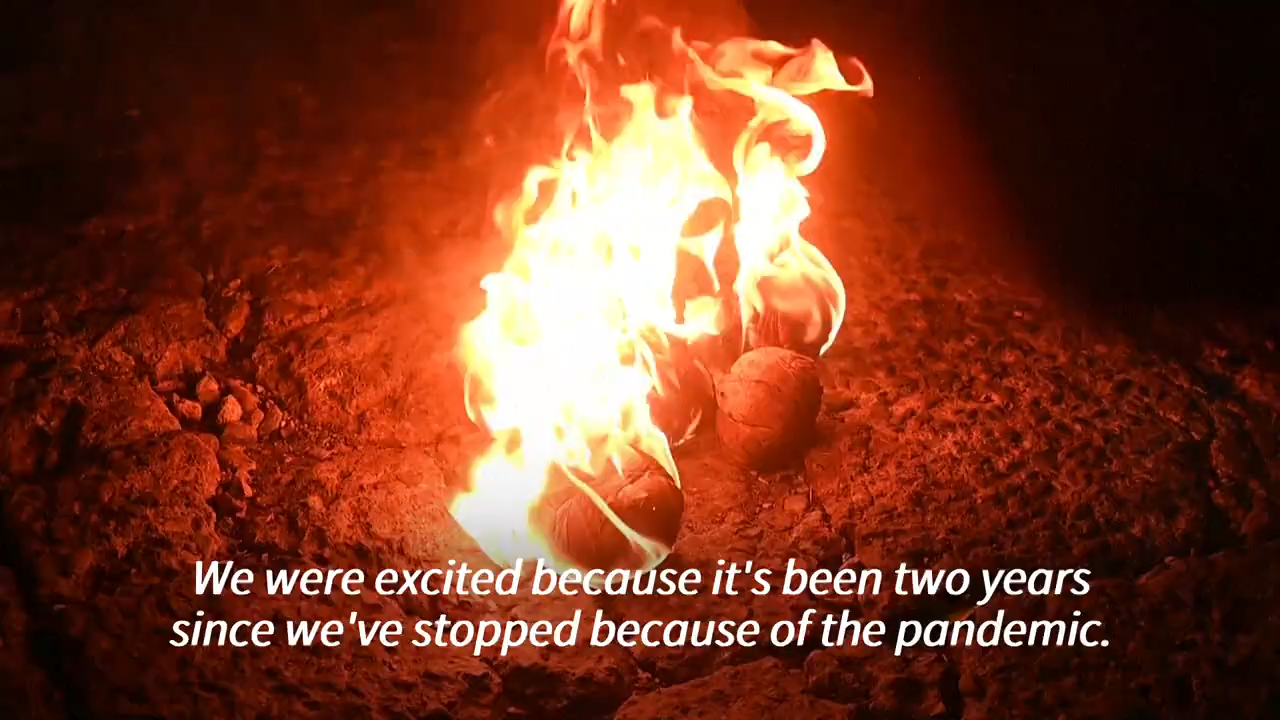 We were excited because it's been two years
since we've stopped because of the pandemic.